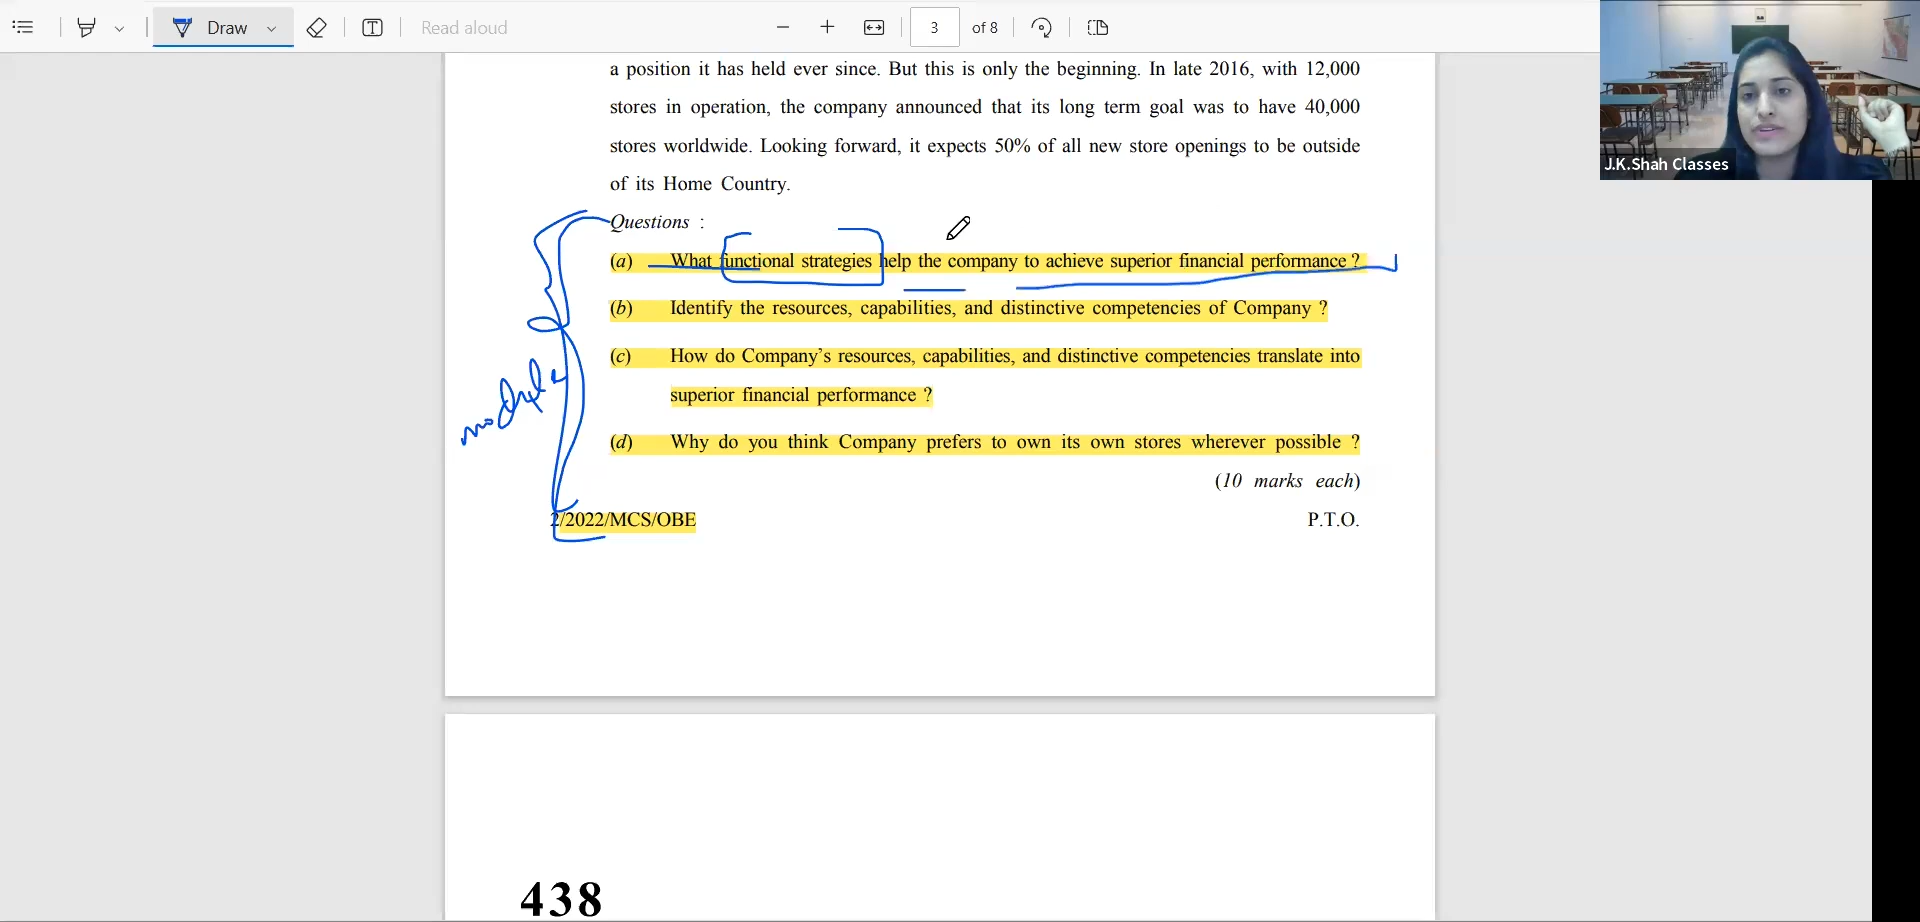 Draw
Read aloud
3 of 8
J.K.Shah Classes
a position it has held ever since. But this is only the beginning. In late 2016, with 12,000
stores in operation, the company announced that its long term goal was to have 40,000
stores worldwide. Looking forward, it expects 50% of all new store openings to be outside
of its Home Country.
Questions :
(a) What functional strategies help the company to achieve superior financial performance ?
(b) Identify the resources, capabilities, and distinctive competencies of Company ?
(c) How do Company's resources, capabilities, and distinctive competencies translate into
superior financial performance ?
(d) Why do you think Company prefers to own its own stores wherever possible ?
(10 marks each)
2/2022/MCS/OBE P.T.O.
438